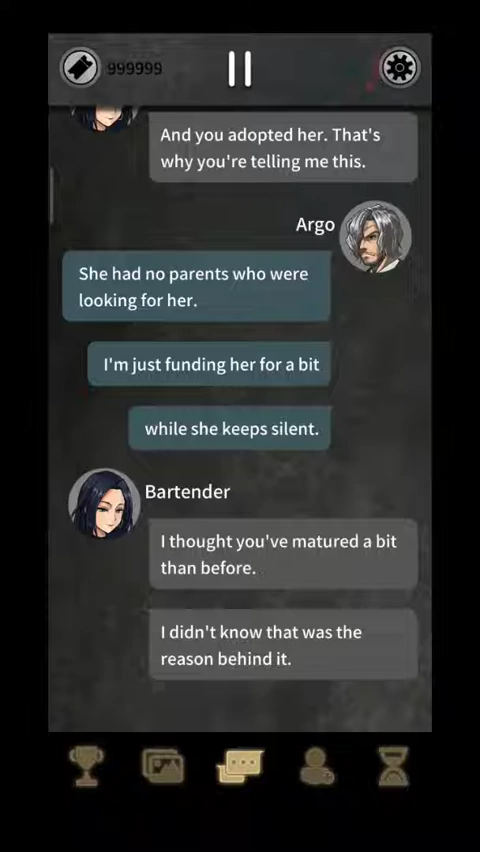 999999
And you adopted her. That's
why you're telling me this.
Argo
She had no parents who were
looking for her.
I'm just funding her for a bit
while she keeps silent.
Bartender
I thought you've matured a bit
than before.
I didn't know that was the
reason behind it.